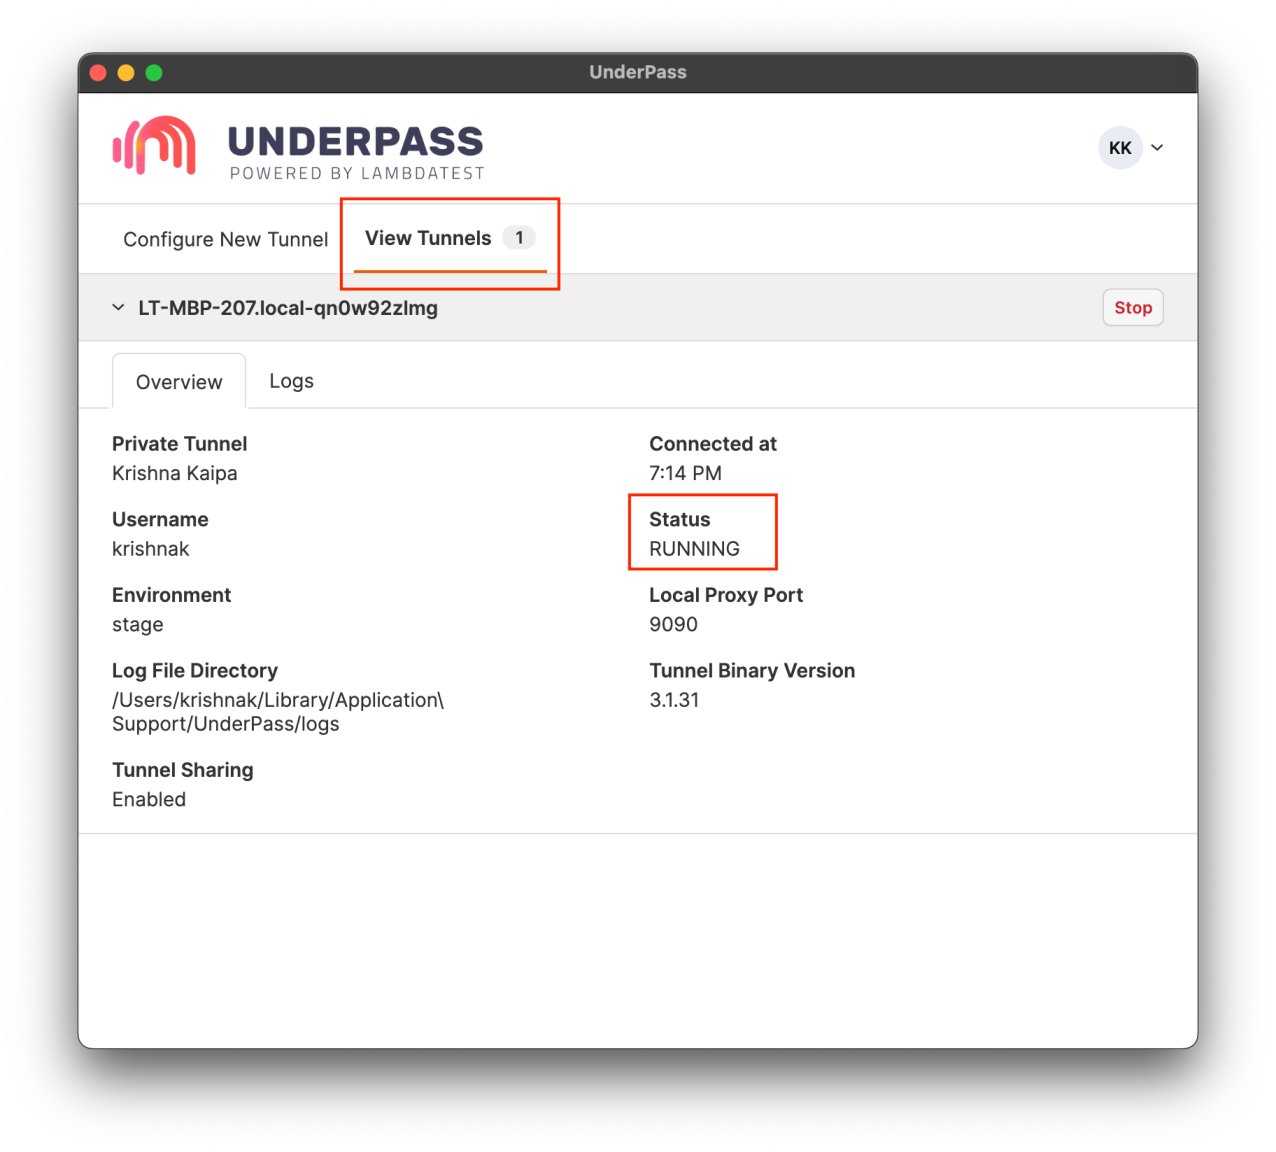 UnderPass
UNDERPASS
POWERED BY LAMBDATEST
KK
Configure New Tunnel
View Tunnels 1
LT-MBP-207.local-qn0w92zlmg
Stop
Overview
Logs
Private Tunnel
Krishna Kaipa
Connected at
7:14 PM
Username
krishnak
Status
RUNNING
Environment
stage
Local Proxy Port
9090
Log File Directory
/Users/krishnak/Library/Application\
Support/UnderPass/logs
Tunnel Binary Version
3.1.31
Tunnel Sharing
Enabled